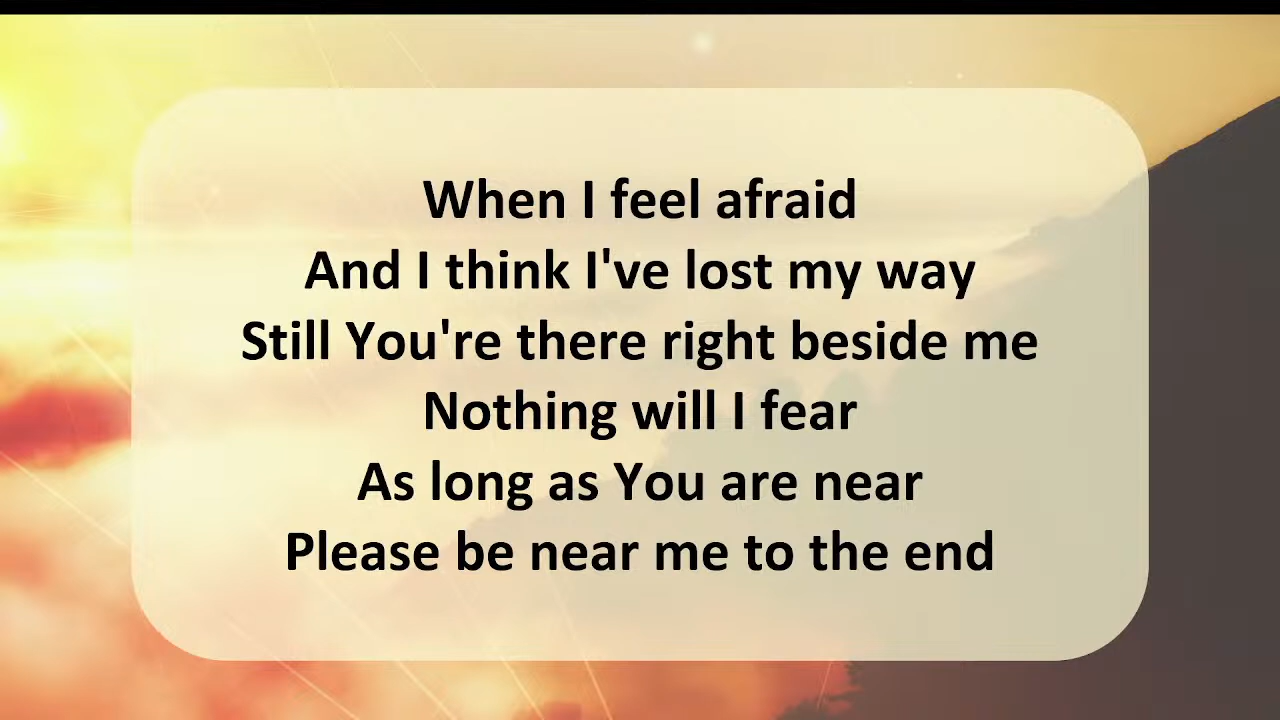 When I feel afraid
And I think I've lost my way
Still You're there right beside me
Nothing will I fear
As long as You are near
Please be near me to the end